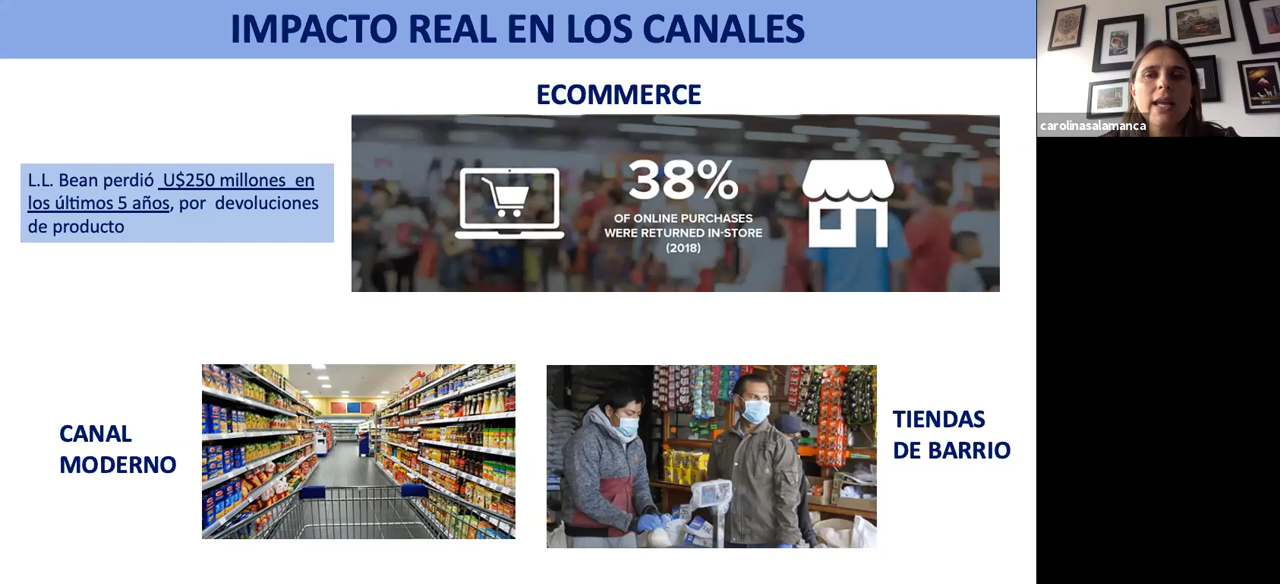 IMPACTO REAL EN LOS CANALES
carolinasalamanca
ECOMMERCE
L.L. Bean perdió U$250 millones en
los últimos 5 años, por devoluciones
de producto
38%
OF ONLINE PURCHASES
WERE RETURNED IN-STORE
(2018)
CANAL
MODERNO
TIENDAS
DE BARRIO